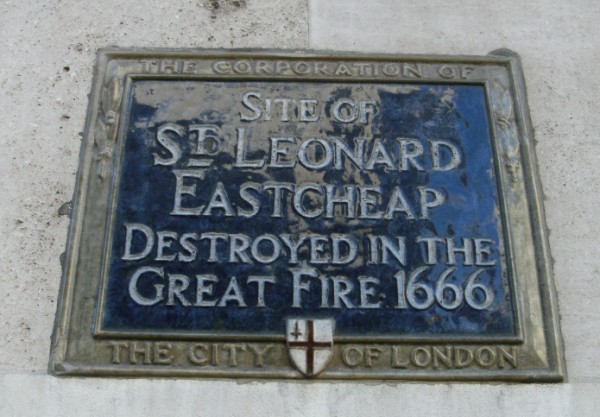 THE CORPORATION OF
SITE OF
ST LEONARD
EASTCHEAP
DESTROYED IN THE
GREAT FIRE 1666
THE CITY OF LONDON